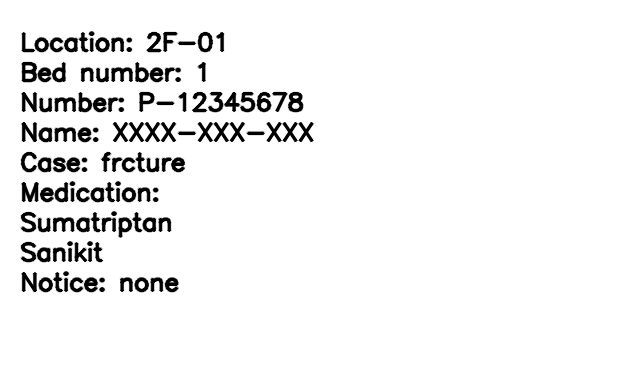 Location: 2F-01
Bed number: 1
Number: P-12345678
Name: XXXX-XXX-XXX
Case: frcture
Medication:
Sumatriptan
Sanikit
Notice: none